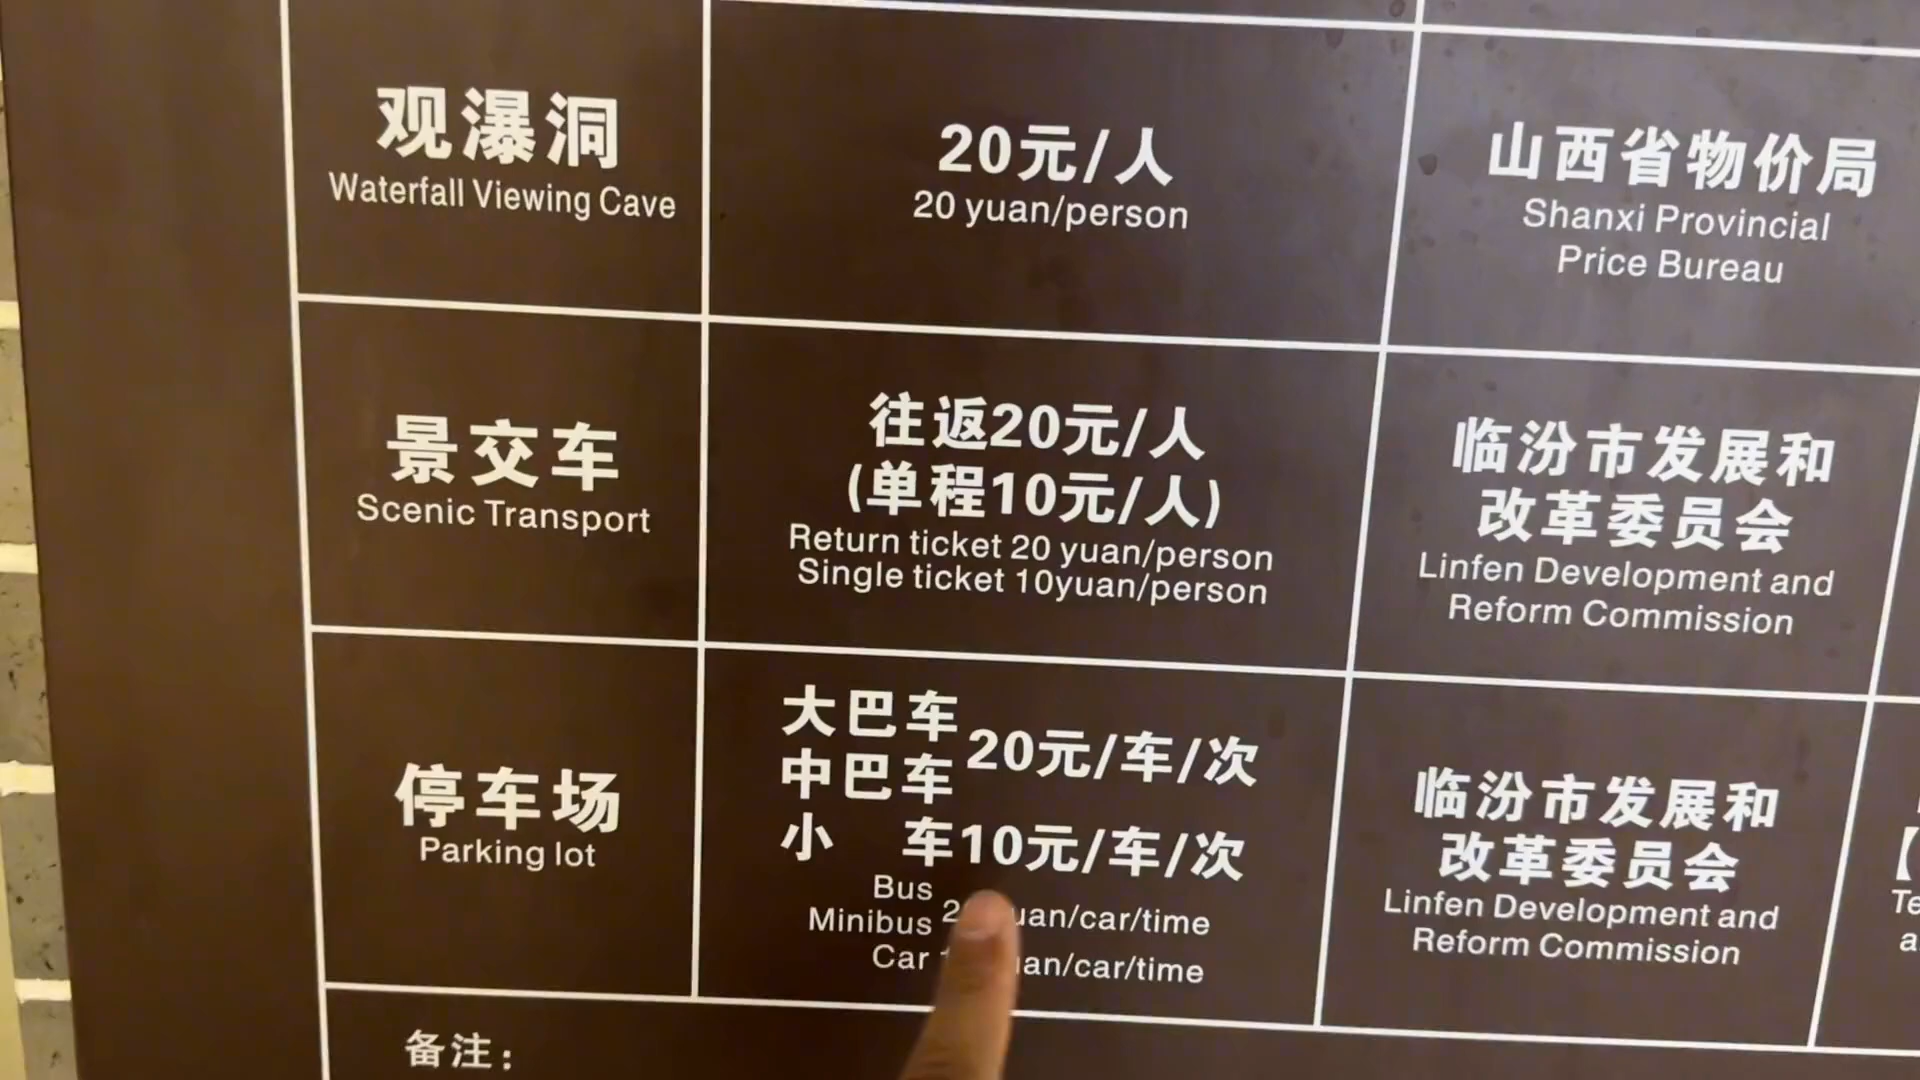 观瀑洞
Waterfall Viewing Cave
20元/人
20 yuan/person
山西省物价局
Shanxi Provincial
Price Bureau
景交车
Scenic Transport
往返20元/人
(单程10元/人)
Return ticket 20 yuan/person
Single ticket 10yuan/person
临汾市发展和
改革委员会
Linfen Development and
Reform Commission
停车场
Parking lot
大巴车
中巴车 20元/车/次
小 车10元/车/次
Bus
Minibus /car/time
Car /car/time
临汾市发展和
改革委员会
Linfen Development and
Reform Commission
备注：